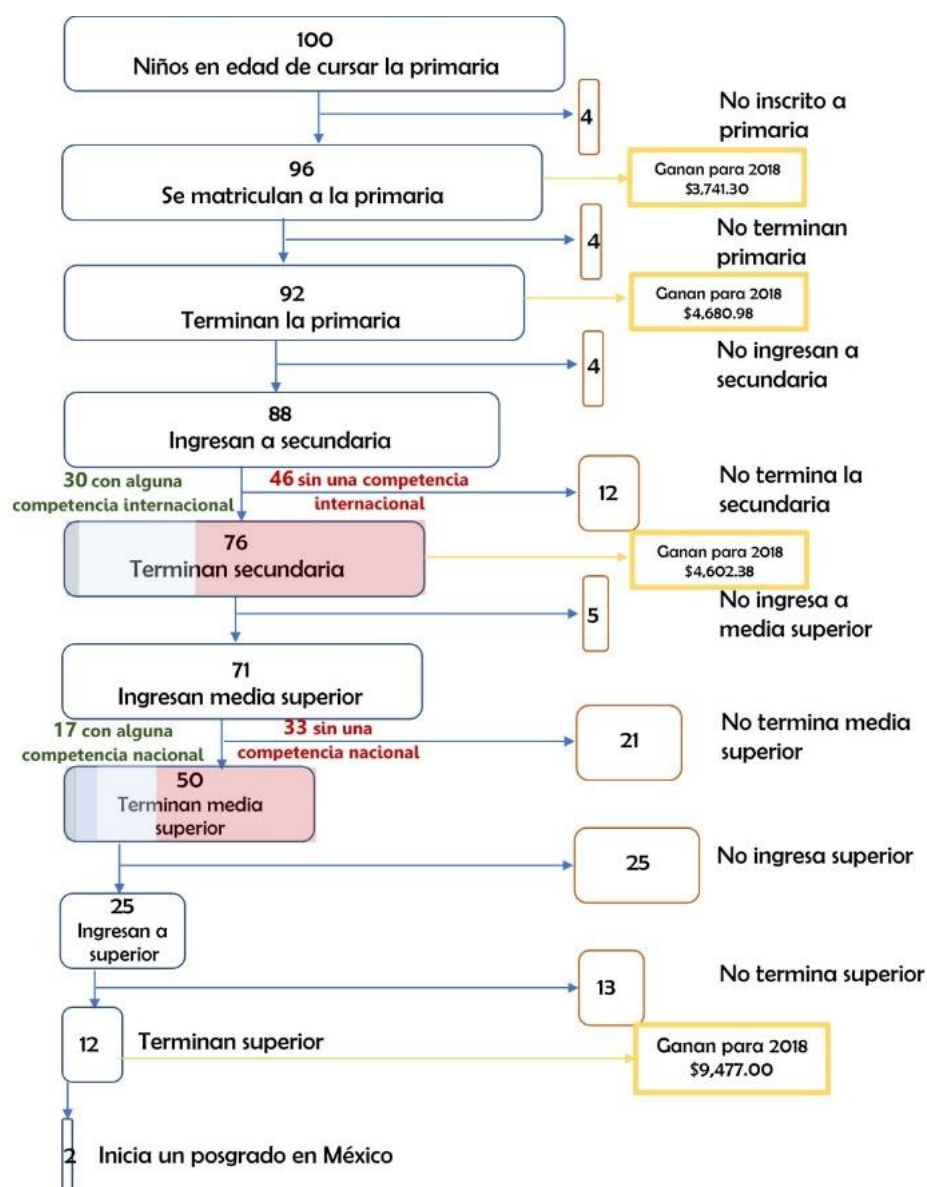 100
Niños en edad de cursar la primaria
4
No inscrito a
primaria
96
Se matriculan a la primaria
Ganan para 2018
$3,741.30
4
No terminan
primaria
92
Terminan la primaria
Ganan para 2018
$4,680.98
4
No ingresan a
secundaria
88
Ingresan a secundaria
30 con alguna
competencia internacional
46 sin una competencia
internacional
12
No termina la
secundaria
76
Terminan secundaria
Ganan para 2018
$4,602.38
5
No ingresa a
media superior
71
Ingresan media superior
17 con alguna
competencia nacional
33 sin una
competencia nacional
21
No termina media
superior
50
Terminan media
superior
25
No ingresa superior
25
Ingresan a
superior
13
No termina superior
12
Terminan superior
Ganan para 2018
$9,477.00
2
Inicia un posgrado en México